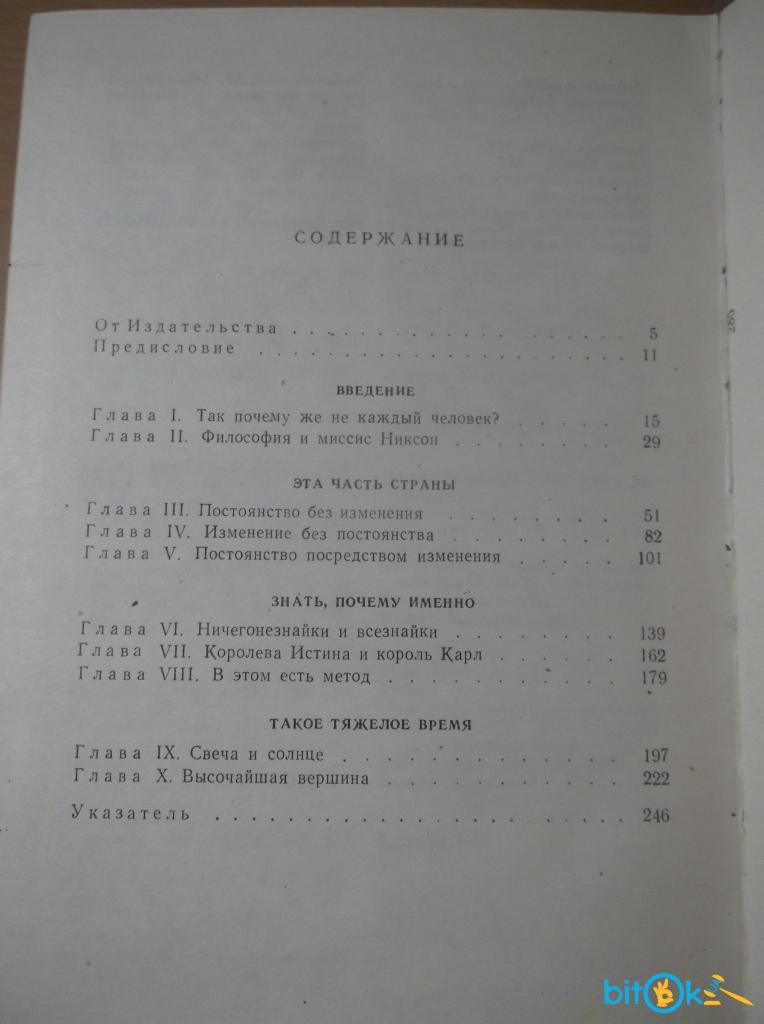 СОДЕРЖАНИЕ
От Издательства . . . . . . . . . . . . . . . . . 5
Предисловие . . . . . . . . . . . . . . . . . . 11
ВВЕДЕНИЕ
Глава I. Так почему же не каждый человек? . . . . . 15
Глава II. Философия и миссис Никсон . . . . . . . . 29
ЭТА ЧАСТЬ СТРАНЫ
Глава III. Постоянство без изменения . . . . . . . . 51
Глава IV. Изменение без постоянства . . . . . . . . 82
Глава V. Постоянство посредством изменения . . . . . 101
ЗНАТЬ, ПОЧЕМУ ИМЕННО
Глава VI. Ничегонезнайки и всезнайки . . . . . . . . 139
Глава VII. Королева Истина и король Карл . . . . . . 162
Глава VIII. В этом есть метод . . . . . . . . . . . 179
ТАКОЕ ТЯЖЕЛОЕ ВРЕМЯ
Глава IX. Свеча и солнце . . . . . . . . . . . . . 197
Глава X. Высочайшая вершина . . . . . . . . . . . 222
Указатель . . . . . . . . . . . . . . . . . . . 246
bitOk